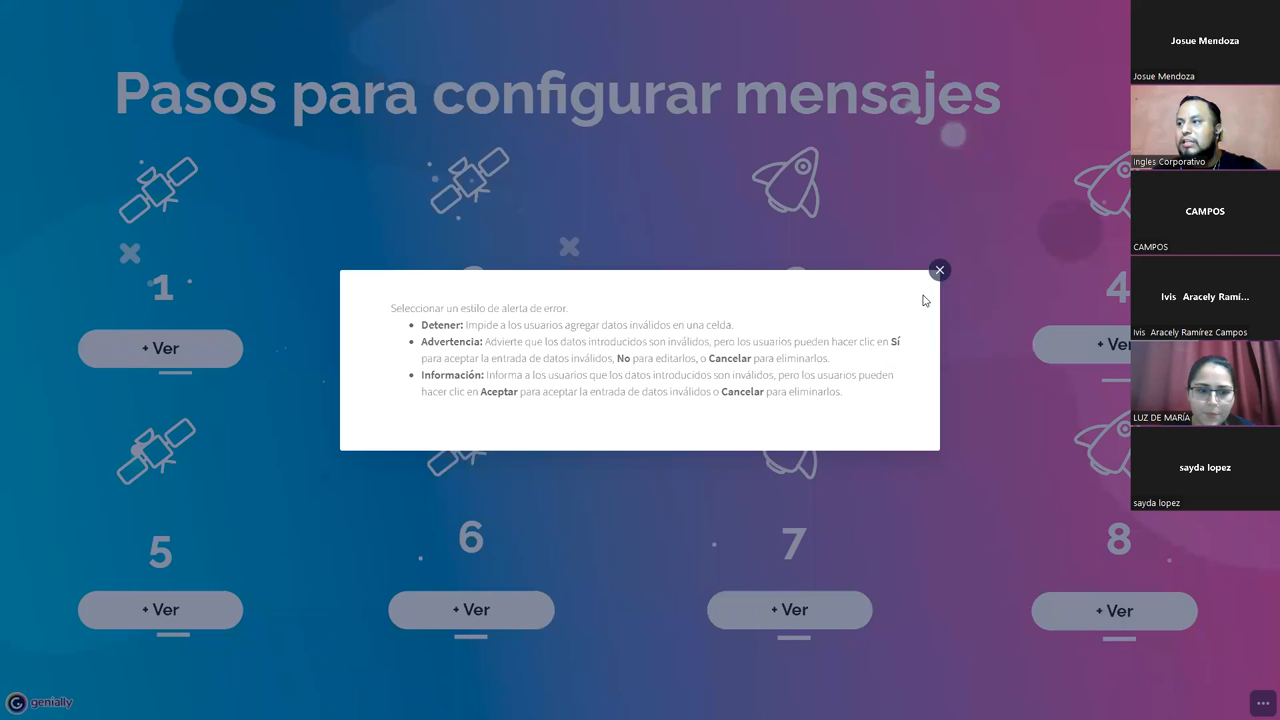 Pasos para configurar mensajes
1
4
+ Ver
+ Ver
Seleccionar un estilo de alerta de error.
Detener: Impide a los usuarios agregar datos inválidos en una celda.
Advertencia: Advierte que los datos introducidos son inválidos, pero los usuarios pueden hacer clic en Sí
para aceptar la entrada de datos inválidos, No para editarlos, o Cancelar para eliminarlos.
Información: Informa a los usuarios que los datos introducidos son inválidos, pero los usuarios pueden
hacer clic en Aceptar para aceptar la entrada de datos inválidos o Cancelar para eliminarlos.
5
6
7
8
+ Ver
+ Ver
+ Ver
+ Ver
genially
Josue Mendoza
Josue Mendoza
Ingles Corporativo
CAMPOS
CAMPOS
Ivis Aracely Ramí...
Ivis Aracely Ramírez Campos
LUZ DE MARÍA
sayda lopez
sayda lopez